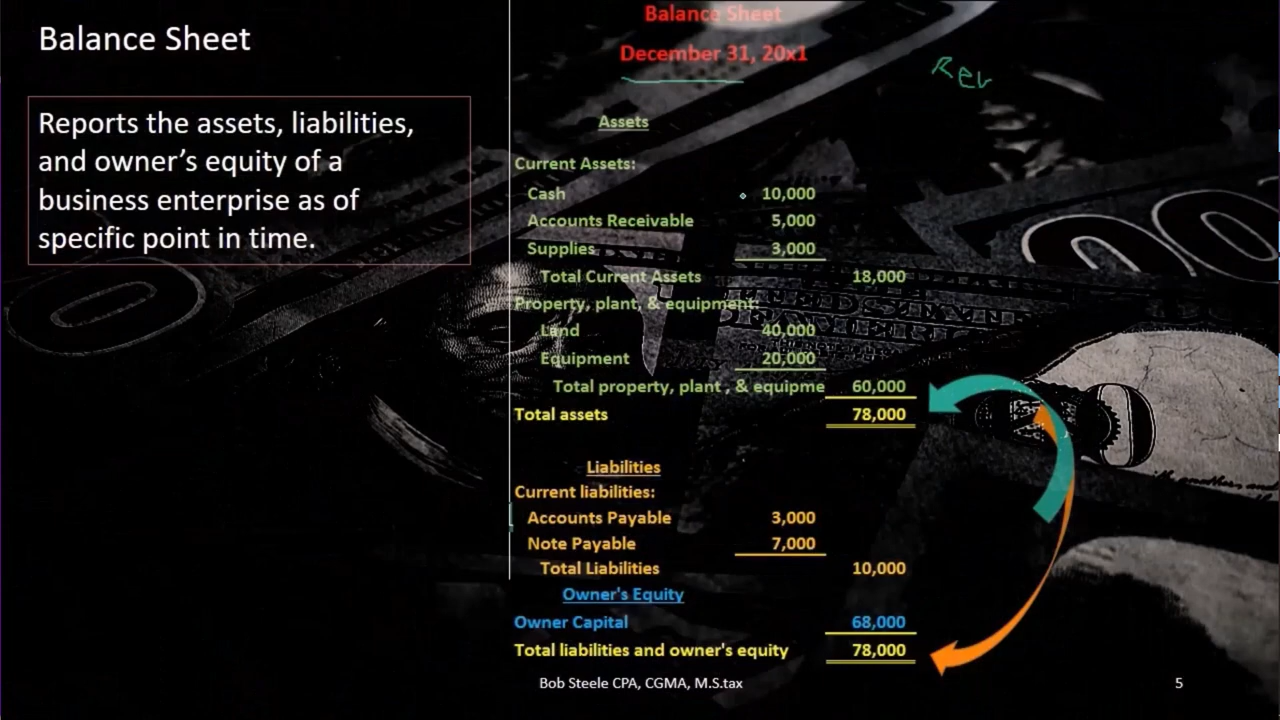 Balance Sheet
Reports the assets, liabilities,
and owner's equity of a
business enterprise as of
specific point in time.
Balance Sheet
December 31, 20x1
Rev
Assets
Current Assets:
Cash 10,000
Accounts Receivable 5,000
Supplies 3,000
Total Current Assets 18,000
Property, plant, & equipment:
Land 40,000
Equipment 20,000
Total property, plant , & equipme 60,000
Total assets 78,000
Liabilities
Current liabilities:
Accounts Payable 3,000
Note Payable 7,000
Total Liabilities 10,000
Owner's Equity
Owner Capital 68,000
Total liabilities and owner's equity 78,000
Bob Steele CPA, CGMA, M.S.tax 5